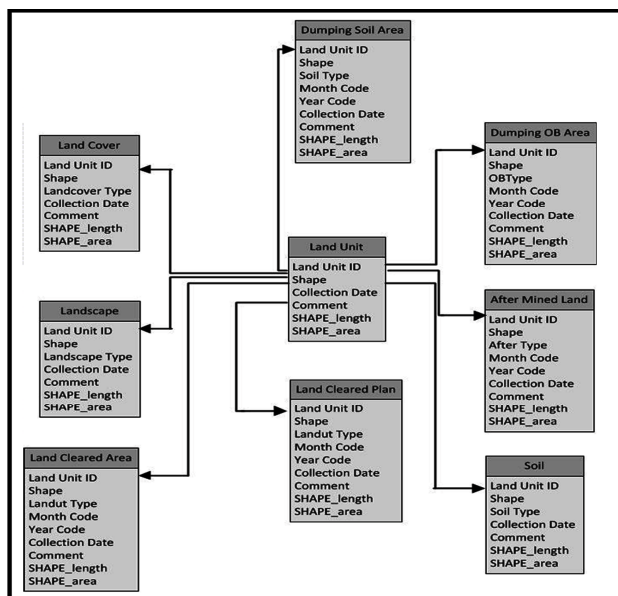 Dumping Soil Area
Land Unit ID
Shape
Soil Type
Month Code
Year Code
Collection Date
Comment
SHAPE_length
SHAPE_area
Land Cover
Land Unit ID
Shape
Landcover Type
Collection Date
Comment
SHAPE_length
SHAPE_area
Dumping OB Area
Land Unit ID
Shape
OBType
Month Code
Year Code
Collection Date
Comment
SHAPE_length
SHAPE_area
Land Unit
Land Unit ID
Shape
Collection Date
Comment
SHAPE_length
SHAPE_area
Landscape
Land Unit ID
Shape
Landscape Type
Collection Date
Comment
SHAPE_length
SHAPE_area
After Mined Land
Land Unit ID
Shape
After Type
Month Code
Year Code
Collection Date
Comment
SHAPE_length
SHAPE_area
Land Cleared Plan
Land Unit ID
Shape
Landut Type
Month Code
Year Code
Collection Date
Comment
SHAPE_length
SHAPE_area
Land Cleared Area
Land Unit ID
Shape
Landut Type
Month Code
Year Code
Collection Date
Comment
SHAPE_length
SHAPE_area
Soil
Land Unit ID
Shape
Soil Type
Collection Date
Comment
SHAPE_length
SHAPE_area